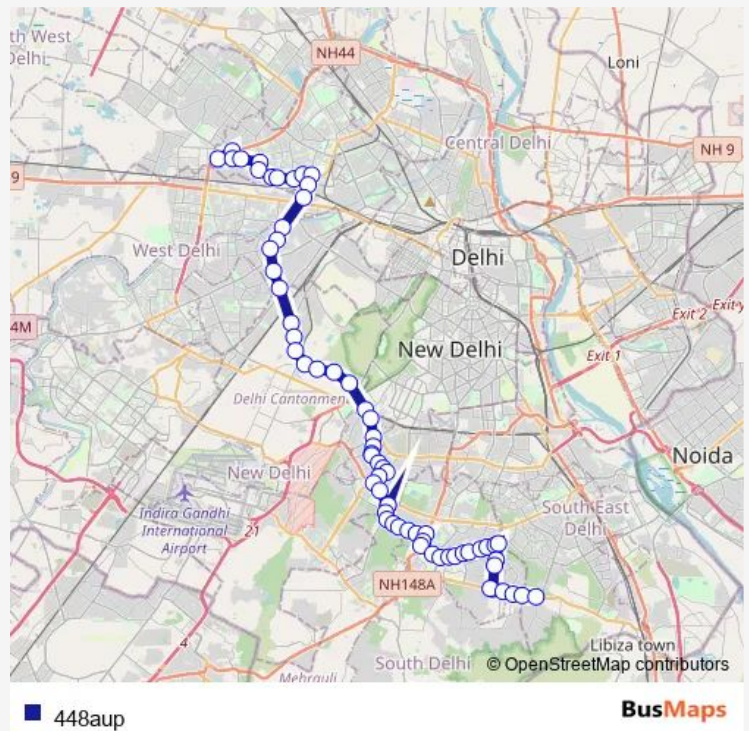 th West
Delhi
NH44
Loni
Central Delhi
NH 9
9
West Delhi
Delhi
4M
Exit 2
Exit y
New Delhi
Exit 1
Delhi Cantonmen
New Delhi
Noida
Indira Gandhi
International
Airport
21
South East
Delhi
NH148A
4
Libiza town
South Delhi
© OpenStreetMap contributors
Mehrauli
448aup
BusMaps